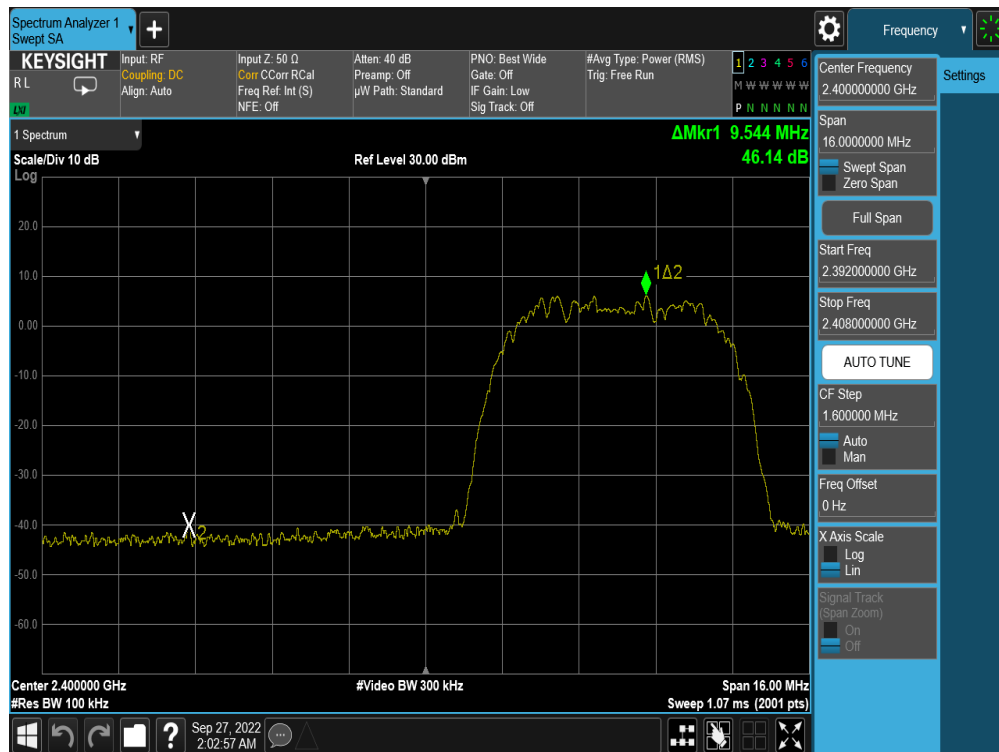 Spectrum Analyzer 1
Swept SA
Frequency
KEYSIGHT
R L
LXI
Input: RF
Coupling: DC
Align: Auto
Input Z: 50 Ω
Corr CCorr RCal
Freq Ref: Int (S)
NFE: Off
Atten: 40 dB
Preamp: Off
µW Path: Standard
PNO: Best Wide
Gate: Off
IF Gain: Low
Sig Track: Off
#Avg Type: Power (RMS)
Trig: Free Run
1 2 3 4 5 6
M W W W W W
P N N N N N
1 Spectrum
ΔMkr1 9.544 MHz
46.14 dB
Scale/Div 10 dB
Ref Level 30.00 dBm
Log
20.0
10.0
0.00
-10.0
-20.0
-30.0
-40.0
-50.0
-60.0
1Δ2
X2
Center 2.400000 GHz
#Video BW 300 kHz
Span 16.00 MHz
#Res BW 100 kHz
Sweep 1.07 ms (2001 pts)
Sep 27, 2022
2:02:57 AM
Center Frequency
2.400000000 GHz
Settings
Span
16.0000000 MHz
Swept Span
Zero Span
Full Span
Start Freq
2.392000000 GHz
Stop Freq
2.408000000 GHz
AUTO TUNE
CF Step
1.600000 MHz
Auto
Man
Freq Offset
0 Hz
X Axis Scale
Log
Lin
Signal Track
(Span Zoom)
On
Off